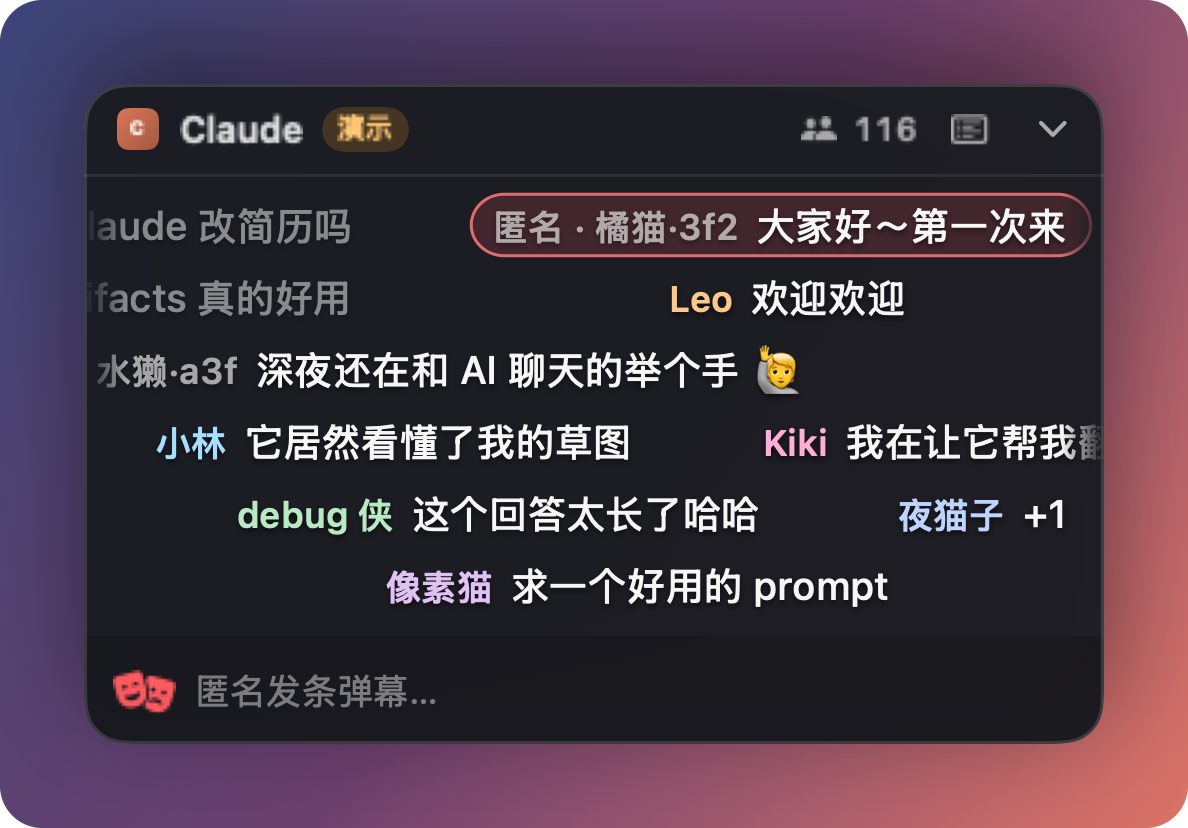 C Claude 演示 116
laude 改简历吗 匿名 · 橘猫·3f2 大家好～第一次来
ifacts 真的好用 Leo 欢迎欢迎
水獭·a3f 深夜还在和 AI 聊天的举个手 🙋
小林 它居然看懂了我的草图 Kiki 我在让它帮我翻
debug 侠 这个回答太长了哈哈 夜猫子 +1
像素猫 求一个好用的 prompt
匿名发条弹幕...